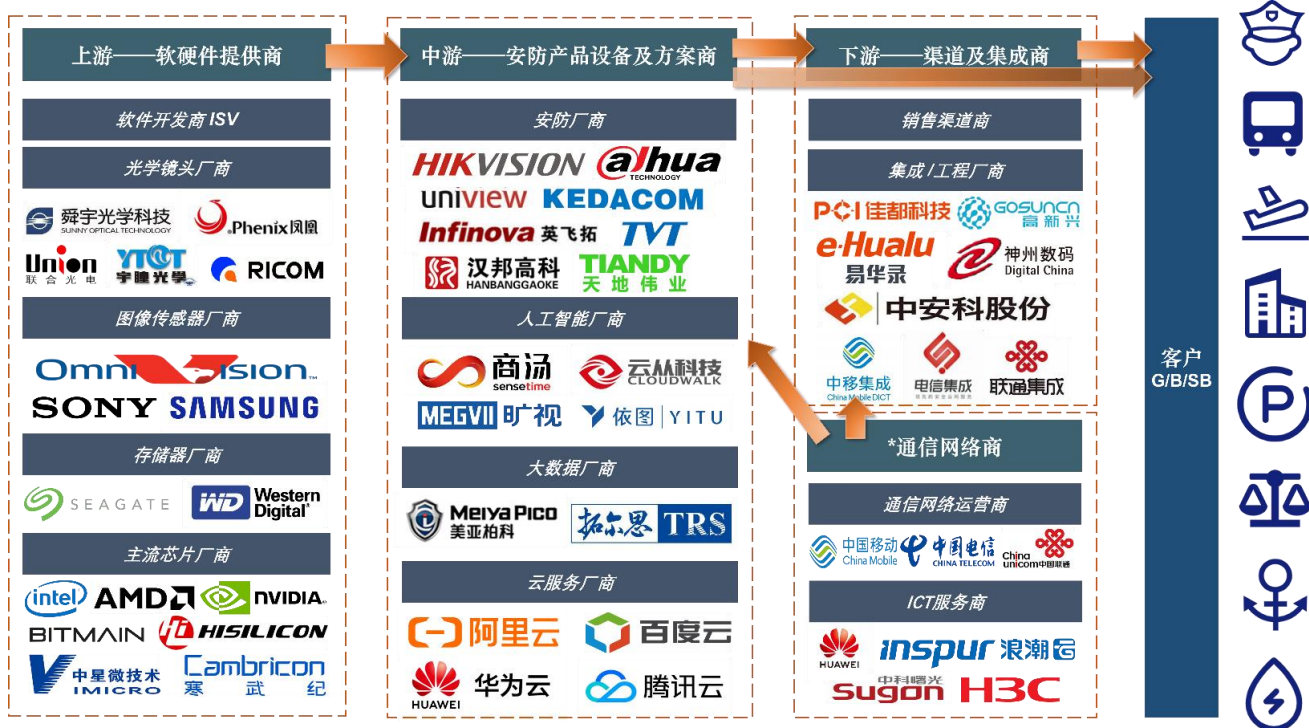 上游——软硬件提供商
软件开发商 ISV
光学镜头厂商
舜宇光学科技
SUNNY OPTICAL TECHNOLOGY
Phenix凤凰
Union
联合光电
YTOT
宇瞳光學
RICOM
图像传感器厂商
OmniVision
SONY
SAMSUNG
存储器厂商
SEAGATE
WD
Western Digital
主流芯片厂商
intel
AMD
NVIDIA
BITMAIN
HISILICON
中星微技术
IMICRO
Cambricon
寒武纪
中游——安防产品设备及方案商
安防厂商
HIKVISION
alhua
TECHNOLOGY
uniview
KEDACOM
Infinova 英飞拓
TVT
汉邦高科
HANBANGGAOKE
TIANDY
天地伟业
人工智能厂商
商汤
sensetime
云从科技
CLOUDWALK
MEGVII 旷视
依图 YITU
大数据厂商
Meiya Pico
美亚柏科
拓尔思 TRS
云服务厂商
阿里云
百度云
HUAWEI
华为云
腾讯云
下游——渠道及集成商
销售渠道商
集成/工程厂商
PCI 佳都科技
GOSUNCN
高新兴
e·Hualu
易华录
神州数码
Digital China
中安科股份
中移集成
China Mobile DICT
电信集成
联通集成
*通信网络商
通信网络运营商
中国移动
China Mobile
中国电信
CHINA TELECOM
China
unicom中国联通
ICT服务商
HUAWEI
inspur 浪潮
中科曙光
Sugon
H3C
客户
G/B/SB
P